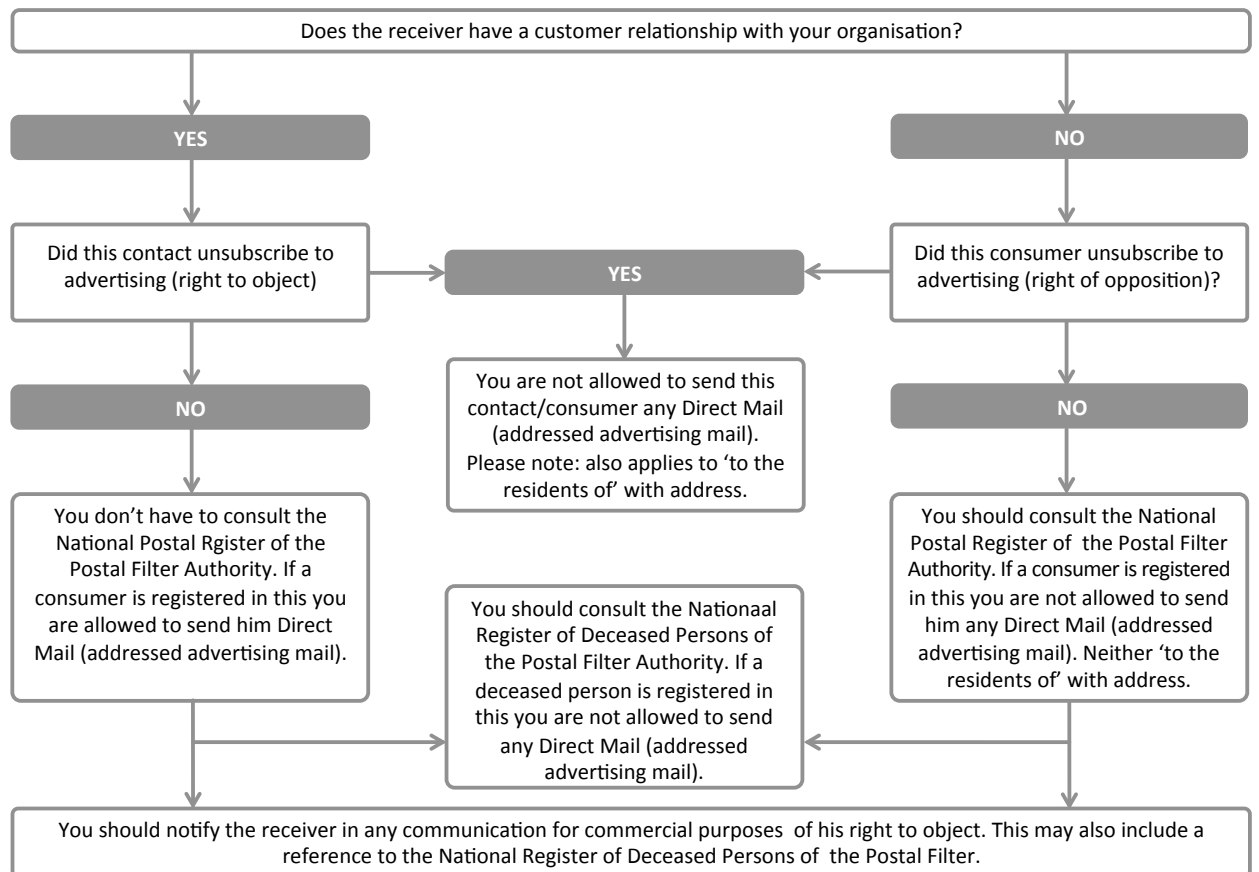 Does the receiver have a customer relationship with your organisation?
YES
NO
Did this contact unsubscribe to
advertising (right to object)
YES
Did this consumer unsubscribe to
advertising (right of opposition)?
You are not allowed to send this
contact/consumer any Direct Mail
(addressed advertising mail).
Please note: also applies to ‘to the
residents of’ with address.
NO
NO
You don’t have to consult the
National Postal Rgister of the
Postal Filter Authority. If a
consumer is registered in this you
are allowed to send him Direct
Mail (addressed advertising mail).
You should consult the Nationaal
Register of Deceased Persons of
the Postal Filter Authority. If a
deceased person is registered in
this you are not allowed to send
any Direct Mail (addressed
advertising mail).
You should consult the National
Postal Register of the Postal Filter
Authority. If a consumer is registered
in this you are not allowed to send
him any Direct Mail (addressed
advertising mail). Neither ‘to the
residents of’ with address.
You should notify the receiver in any communication for commercial purposes of his right to object. This may also include a
reference to the National Register of Deceased Persons of the Postal Filter.